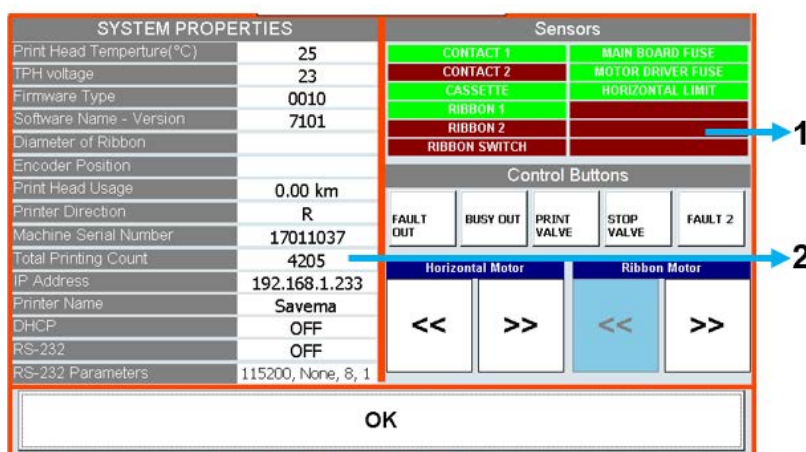 SYSTEM PROPERTIES
Print Head Temperture(°C) 25
TPH voltage 23
Firmware Type 0010
Software Name - Version 7101
Diameter of Ribbon
Encoder Position
Print Head Usage 0.00 km
Printer Direction R
Machine Serial Number 17011037
Total Printing Count 4205
IP Address 192.168.1.233
Printer Name Savema
DHCP OFF
RS-232 OFF
RS-232 Parameters 115200, None, 8, 1
Sensors
CONTACT 1 MAIN BOARD FUSE
CONTACT 2 MOTOR DRIVER FUSE
CASSETTE HORIZONTAL LIMIT
RIBBON 1
RIBBON 2
RIBBON SWITCH
1
Control Buttons
FAULT OUT
BUSY OUT
PRINT VALVE
STOP VALVE
FAULT 2
2
Horizontal Motor Ribbon Motor
<< >> << >>
OK